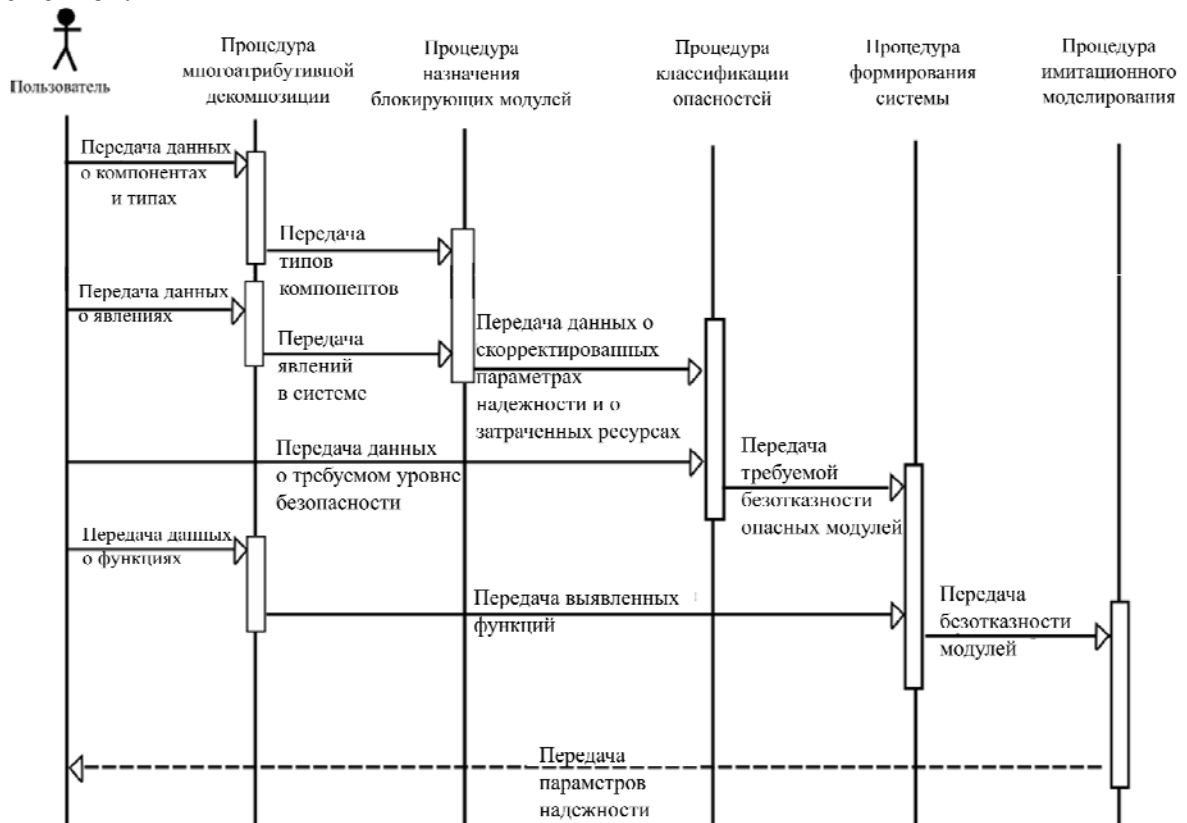 Пользователь
Процедура
многоатрибутивной
декомпозиции
Процедура
назначения
блокирующих модулей
Процедура
классификации
опасностей
Процедура
формирования
системы
Процедура
имитационного
моделирования
Передача данных
о компонентах
и типах
Передача
типов
компонентов
Передача данных
о явлениях
Передача
явлений
в системе
Передача данных о
скорректированных
параметрах
надежности и о
затраченных ресурсах
Передача данных
о требуемом уровне
безопасности
Передача
требуемой
безотказности
опасных модулей
Передача данных
о функциях
Передача выявленных
функций
Передача
безотказности
модулей
Передача
параметров
надежности